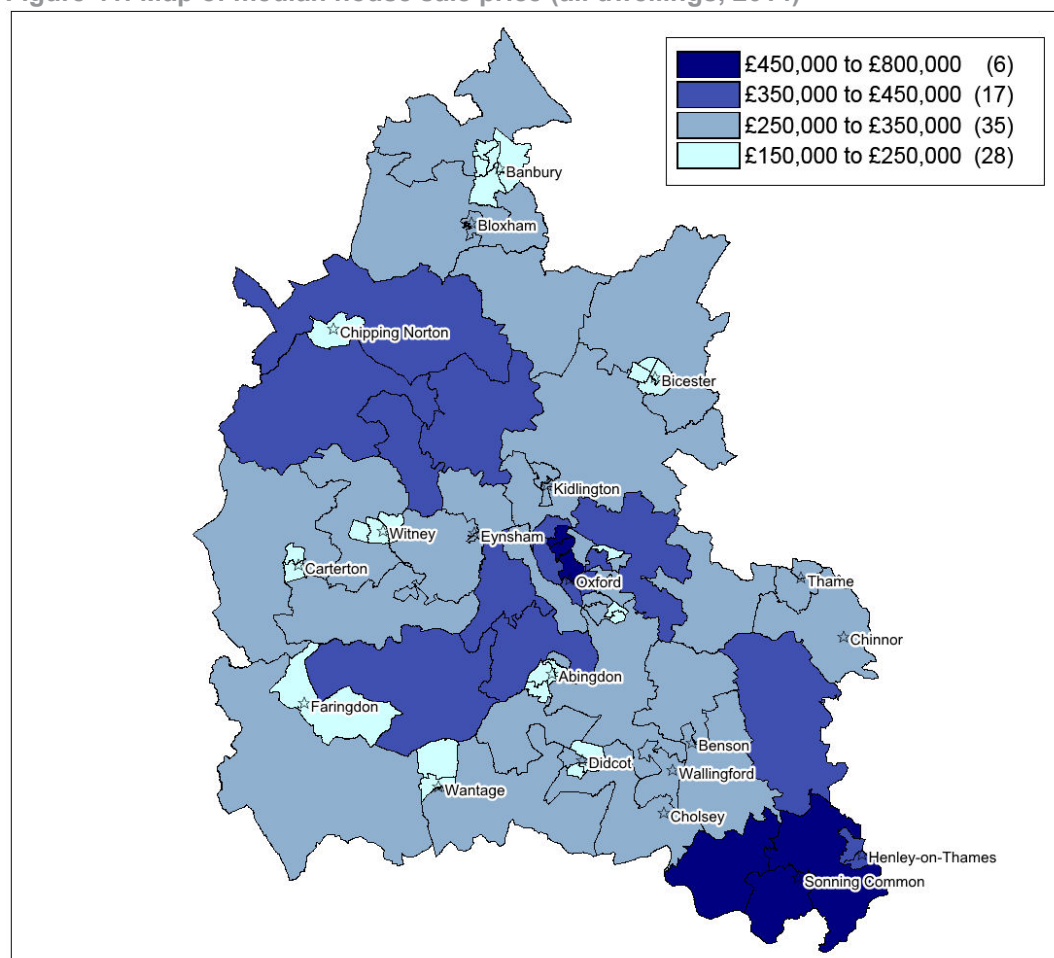 £450,000 to £800,000 (6)
£350,000 to £450,000 (17)
£250,000 to £350,000 (35)
£150,000 to £250,000 (28)
Banbury
Bloxham
Chipping Norton
Bicester
Kidlington
Witney
Eynsham
Carterton
Oxford
Thame
Chinnor
Abingdon
Faringdon
Benson
Didcot
Wallingford
Wantage
Cholsey
Henley-on-Thames
Sonning Common